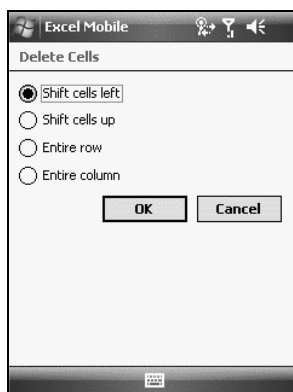 Excel Mobile
Delete Cells
Shift cells left
Shift cells up
Entire row
Entire column
OK Cancel